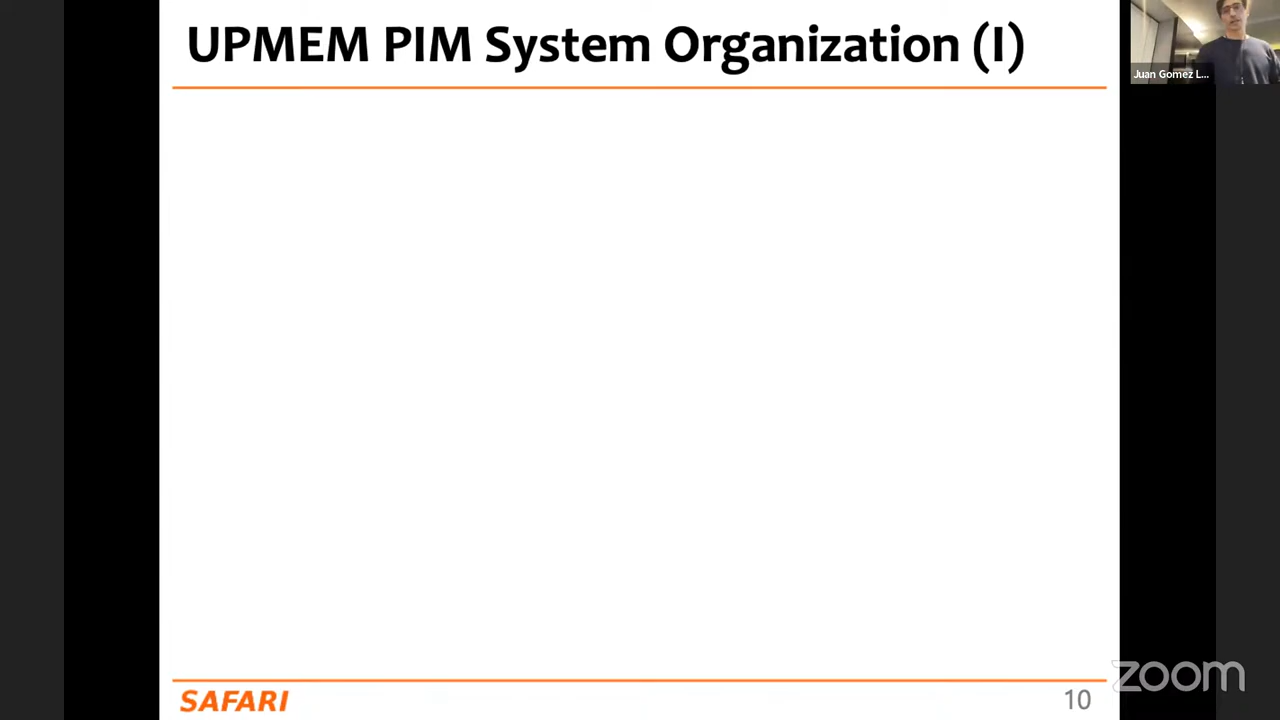 UPMEM PIM System Organization (I)
Juan Gomez L...
SAFARI
10
zoom